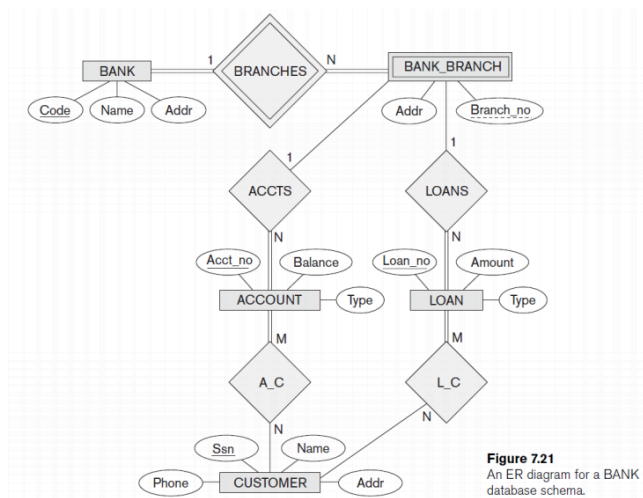 1
N
BANK
BRANCHES
BANK_BRANCH
Code
Name
Addr
Addr
Branch_no
1
1
ACCTS
LOANS
N
N
Acct_no
Balance
Loan_no
Amount
ACCOUNT
Type
LOAN
Type
M
M
A_C
L_C
N
N
Ssn
Name
Phone
CUSTOMER
Addr
Figure 7.21
An ER diagram for a BANK
database schema.